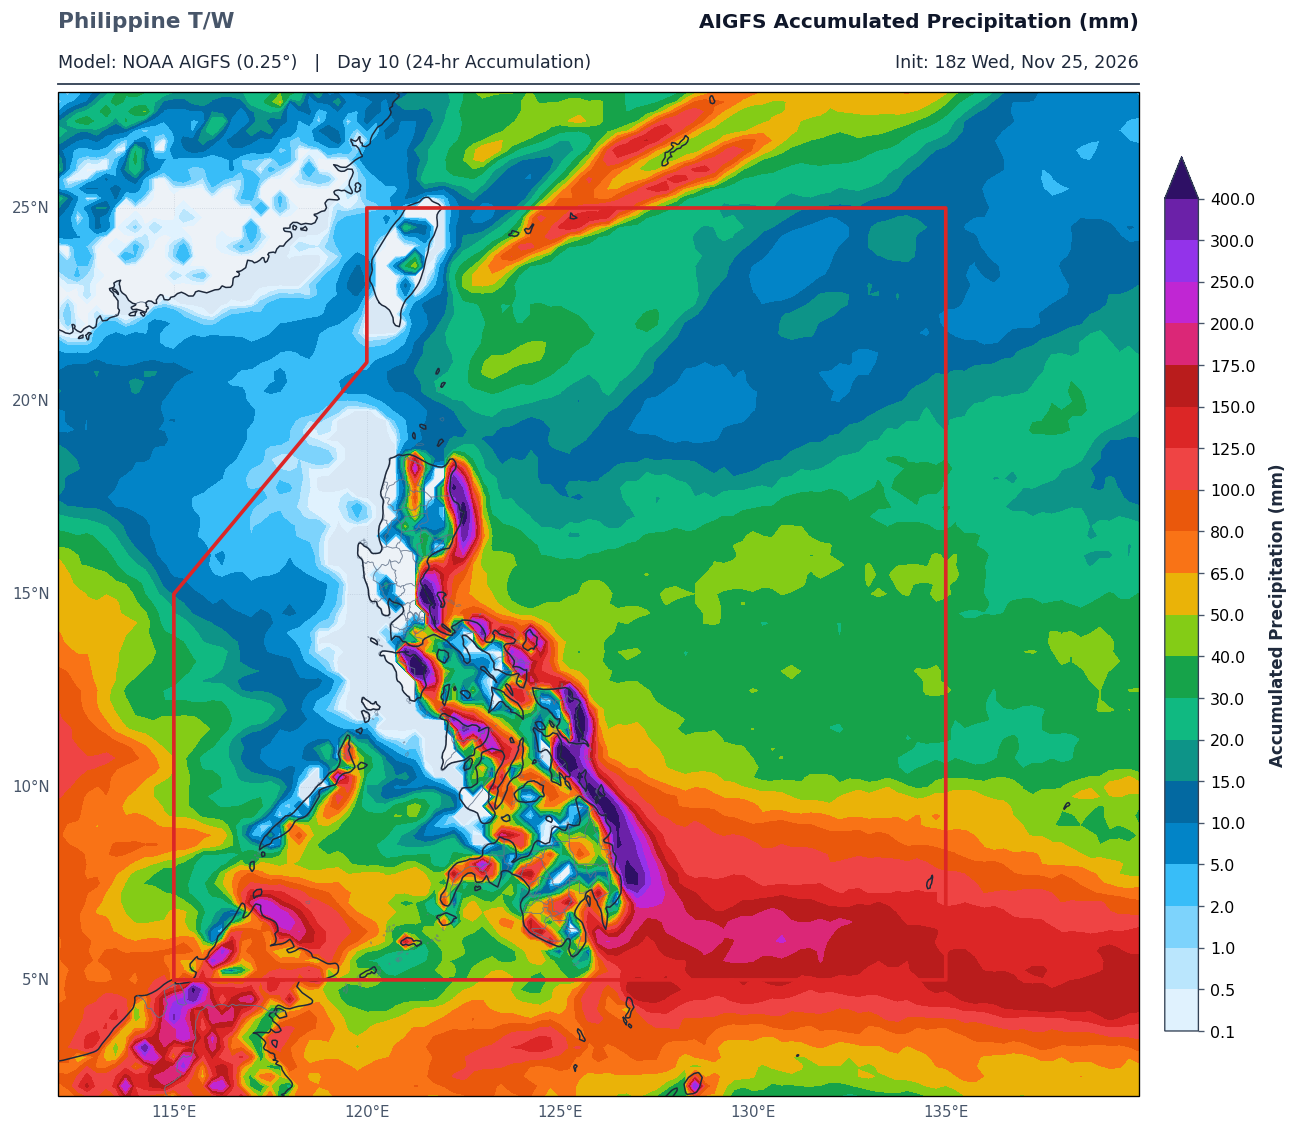 Philippine T/W
AIGFS Accumulated Precipitation (mm)
Model: NOAA AIGFS (0.25°)   |   Day 10 (24-hr Accumulation)
Init: 18z Wed, Nov 25, 2026
25°N
20°N
15°N
10°N
5°N
115°E
120°E
125°E
130°E
135°E
400.0
300.0
250.0
200.0
175.0
150.0
125.0
100.0
80.0
65.0
50.0
40.0
30.0
20.0
15.0
10.0
5.0
2.0
1.0
0.5
0.1
Accumulated Precipitation (mm)